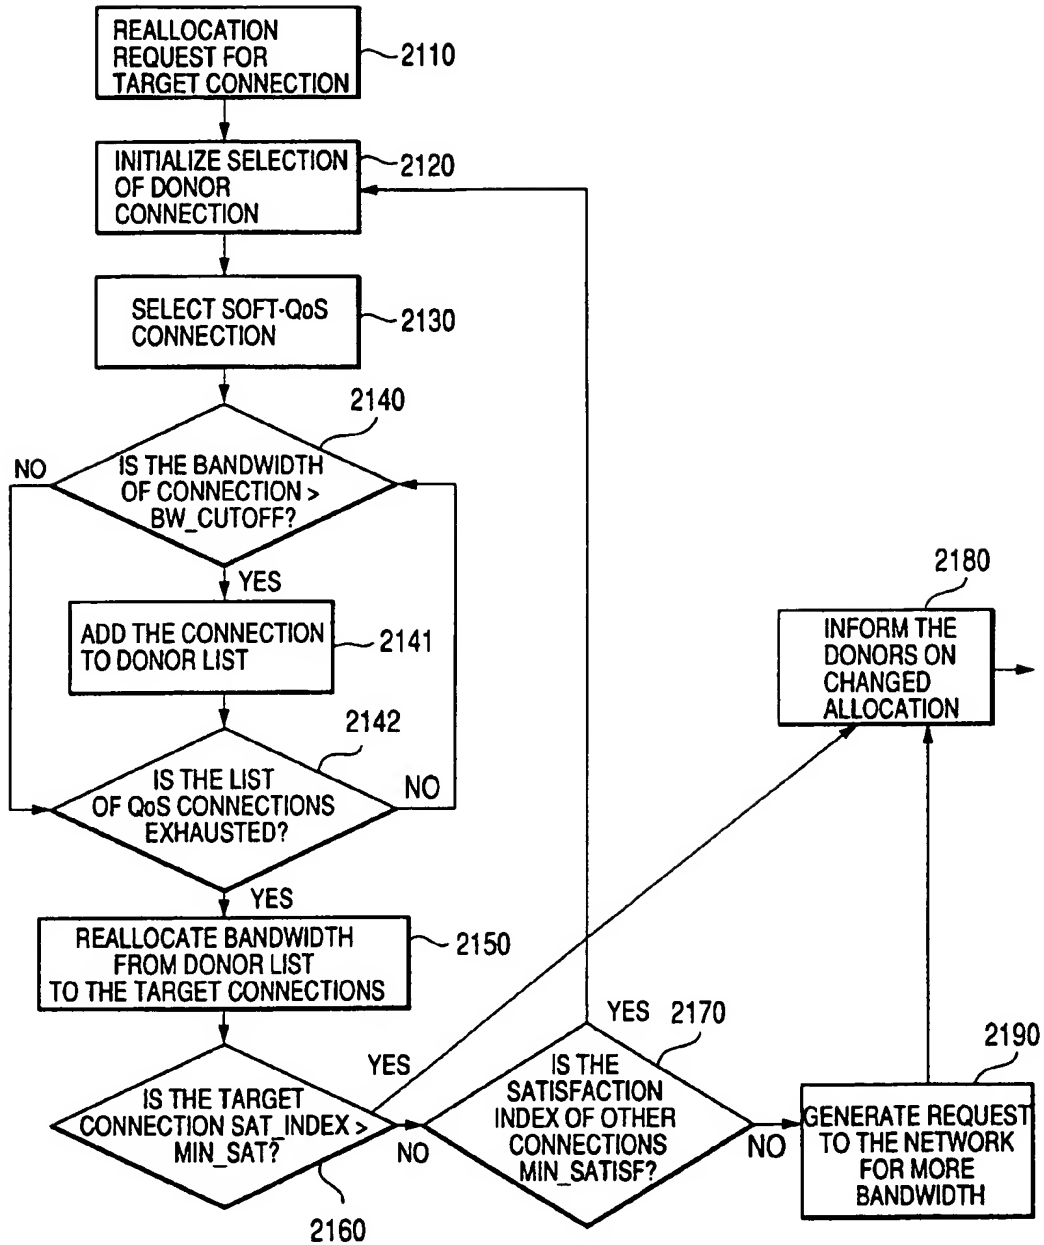 REALLOCATION
REQUEST FOR
TARGET CONNECTION
2110
INITIALIZE SELECTION
OF DONOR
CONNECTION
2120
SELECT SOFT-QoS
CONNECTION
2130
2140
NO
IS THE BANDWIDTH
OF CONNECTION >
BW_CUTOFF?
YES
ADD THE CONNECTION
TO DONOR LIST
2141
2142
IS THE LIST
OF QoS CONNECTIONS
EXHAUSTED?
NO
YES
REALLOCATE BANDWIDTH
FROM DONOR LIST
TO THE TARGET CONNECTIONS
2150
IS THE TARGET
CONNECTION SAT_INDEX >
MIN_SAT?
YES
NO
2160
YES
2170
IS THE
SATISFACTION
INDEX OF OTHER
CONNECTIONS
MIN_SATISF?
NO
2180
INFORM THE
DONORS ON
CHANGED
ALLOCATION
2190
GENERATE REQUEST
TO THE NETWORK
FOR MORE
BANDWIDTH